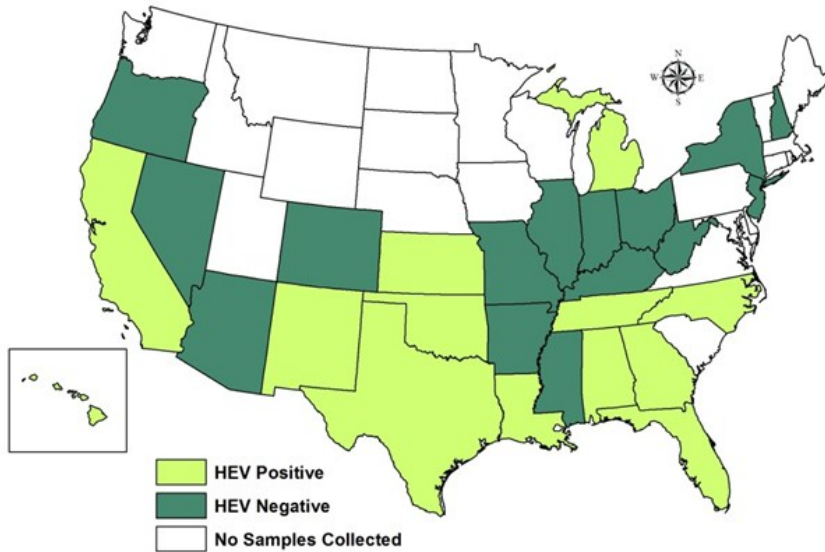 N
W E
S
HEV Positive
HEV Negative
No Samples Collected